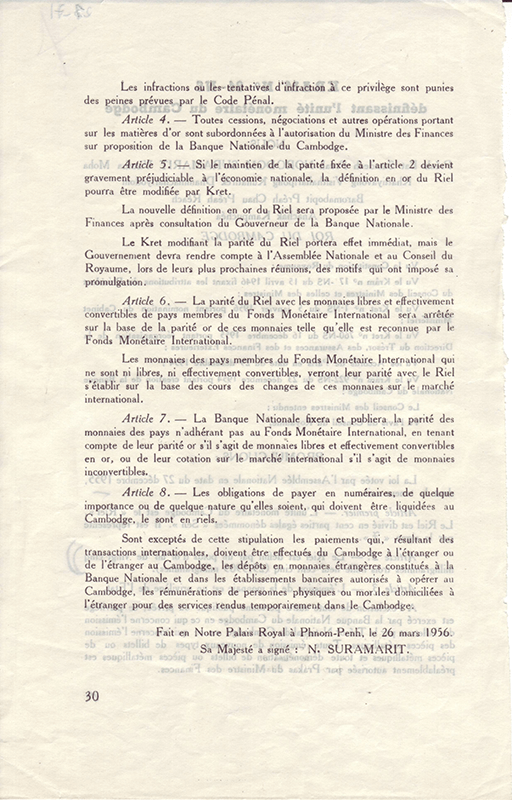 Les infractions ou les tentatives d'infraction à ce privilège sont punies
des peines prévues par le Code Pénal.
Article 4. — Toutes cessions, négociations et autres opérations portant
sur les matières d'or sont subordonnées à l'autorisation du Ministre des Finances
sur proposition de la Banque Nationale du Cambodge.
Article 5. — Si le maintien de la parité fixée à l'article 2 devient
gravement préjudiciable à l'économie nationale, la définition en or du Riel
pourra être modifiée par Kret.
La nouvelle définition en or du Riel sera proposée par le Ministre des
Finances après consultation du Gouverneur de la Banque Nationale.
Le Kret modifiant la parité du Riel portera effet immédiat, mais le
Gouvernement devra rendre compte à l'Assemblée Nationale et au Conseil du
Royaume, lors de leurs plus prochaines réunions, des motifs qui ont imposé sa
promulgation.
Article 6. — La parité du Riel avec les monnaies libres et effectivement
convertibles de pays membres du Fonds Monétaire International sera arrêtée
sur la base de la parité or de ces monnaies telle qu'elle est reconnue par le
Fonds Monétaire International.
Les monnaies des pays membres du Fonds Monétaire International qui
ne sont ni libres, ni effectivement convertibles, verront leur parité avec le Riel
s'établir sur la base des cours des changes de ces monnaies sur le marché
international.
Article 7. — La Banque Nationale fixera et publiera la parité des
monnaies des pays n'adhérant pas au Fonds Monétaire International, en tenant
compte de leur parité or s'il s'agit de monnaies libres et effectivement convertibles
en or, ou de leur cotation sur le marché international s'il s'agit de monnaies
inconvertibles.
Article 8. — Les obligations de payer en numéraires, de quelque
importance ou de quelque nature qu'elles soient, qui doivent être liquidées au
Cambodge, le sont en riels.
Sont exceptés de cette stipulation les paiements qui, résultant des
transactions internationales, doivent être effectués du Cambodge à l'étranger ou
de l'étranger au Cambodge, les dépôts en monnaies étrangères constitués à la
Banque Nationale et dans les établissements bancaires autorisés à opérer au
Cambodge, les rémunérations de personnes physiques ou morales domiciliées à
l'étranger pour des services rendus temporairement dans le Cambodge.
Fait en Notre Palais Royal à Phnom-Penh, le 26 mars 1956.
Sa Majesté a signé : N. SURAMARIT.
30